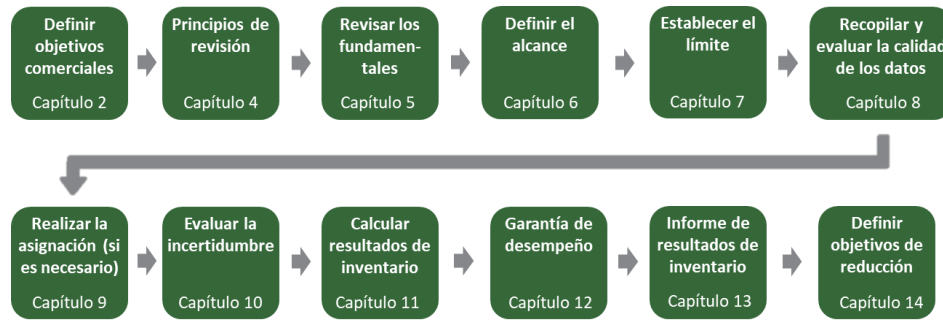 Definir
objetivos
comerciales
Capítulo 2
Principios de
revisión
Capítulo 4
Revisar los
fundamen-
tales
Capítulo 5
Definir el
alcance
Capítulo 6
Establecer el
límite
Capítulo 7
Recopilar y
evaluar la calidad
de los datos
Capítulo 8
Realizar la
asignación (si
es necesario)
Capítulo 9
Evaluar la
incertidumbre
Capítulo 10
Calcular
resultados de
inventario
Capítulo 11
Garantía de
desempeño
Capítulo 12
Informe de
resultados de
inventario
Capítulo 13
Definir
objetivos de
reducción
Capítulo 14